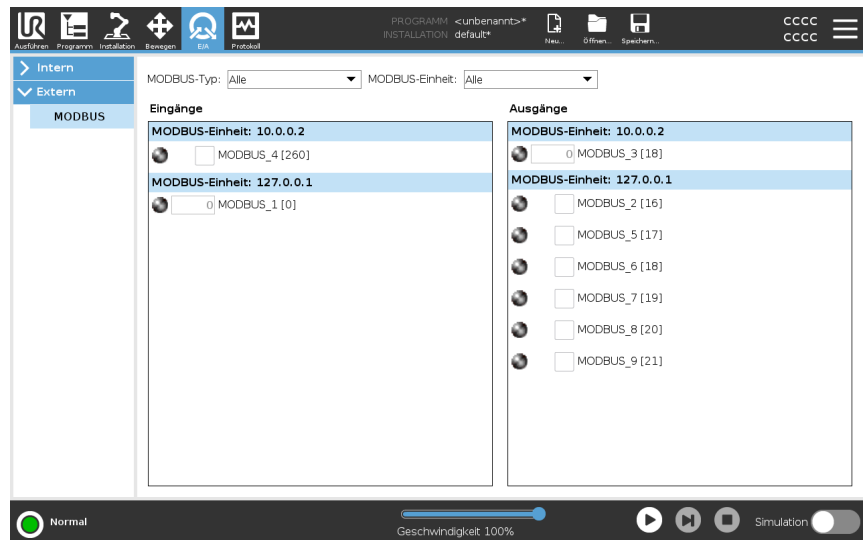 PROGRAMM <unbenannt>*
INSTALLATION default*
Ausführen Programm Installation Bewegen E/A Protokoll Neu... Öffnen... Speichern...
CCCC
CCCC
Intern
Extern
MODBUS
MODBUS-Typ: Alle MODBUS-Einheit: Alle
Eingänge
MODBUS-Einheit: 10.0.0.2
MODBUS_4 [260]
MODBUS-Einheit: 127.0.0.1
0 MODBUS_1 [0]
Ausgänge
MODBUS-Einheit: 10.0.0.2
0 MODBUS_3 [18]
MODBUS-Einheit: 127.0.0.1
MODBUS_2 [16]
MODBUS_5 [17]
MODBUS_6 [18]
MODBUS_7 [19]
MODBUS_8 [20]
MODBUS_9 [21]
Normal
Geschwindigkeit 100%
Simulation